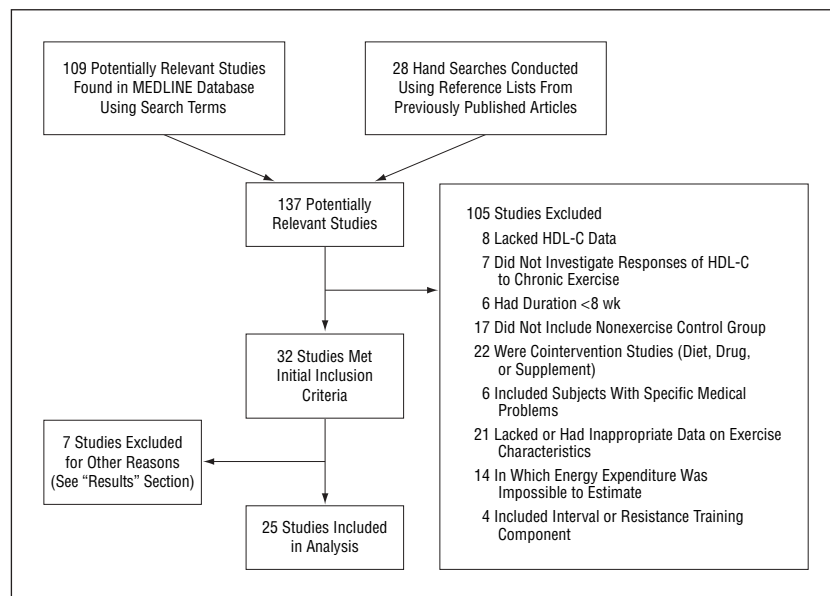 109 Potentially Relevant Studies
Found in MEDLINE Database
Using Search Terms
28 Hand Searches Conducted
Using Reference Lists From
Previously Published Articles
137 Potentially
Relevant Studies
105 Studies Excluded
8 Lacked HDL-C Data
7 Did Not Investigate Responses of HDL-C
to Chronic Exercise
6 Had Duration <8 wk
17 Did Not Include Nonexercise Control Group
22 Were Cointervention Studies (Diet, Drug,
or Supplement)
6 Included Subjects With Specific Medical
Problems
21 Lacked or Had Inappropriate Data on Exercise
Characteristics
14 In Which Energy Expenditure Was
Impossible to Estimate
4 Included Interval or Resistance Training
Component
32 Studies Met
Initial Inclusion
Criteria
7 Studies Excluded
for Other Reasons
(See “Results” Section)
25 Studies Included
in Analysis